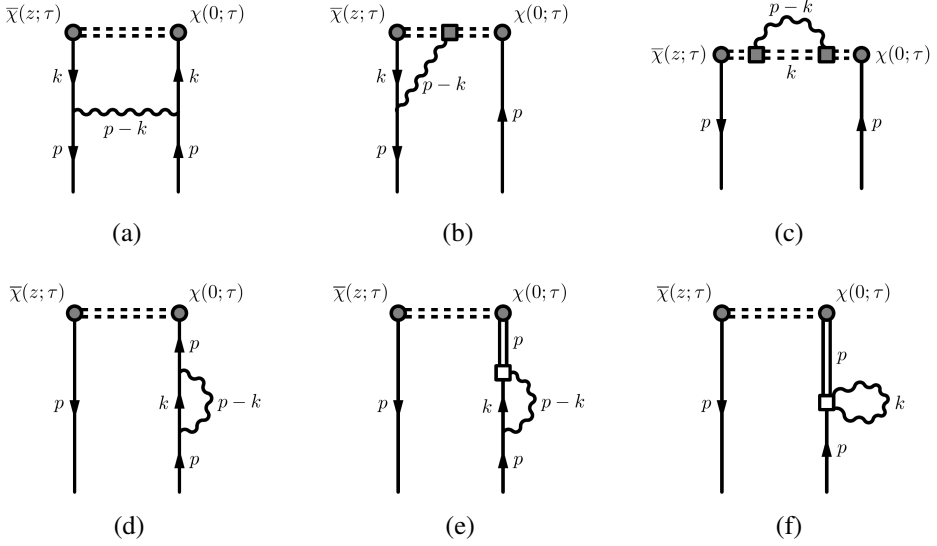 χ̅(z;τ) χ(0;τ)
k k
p − k
p p
(a)
χ̅(z;τ) χ(0;τ)
k p − k
p p
(b)
p − k
χ̅(z;τ) k χ(0;τ)
p p
(c)
χ̅(z;τ) χ(0;τ)
p
p k p − k
p
(d)
χ̅(z;τ) χ(0;τ)
p
p k p − k
p
(e)
χ̅(z;τ) χ(0;τ)
p
p k
p
(f)